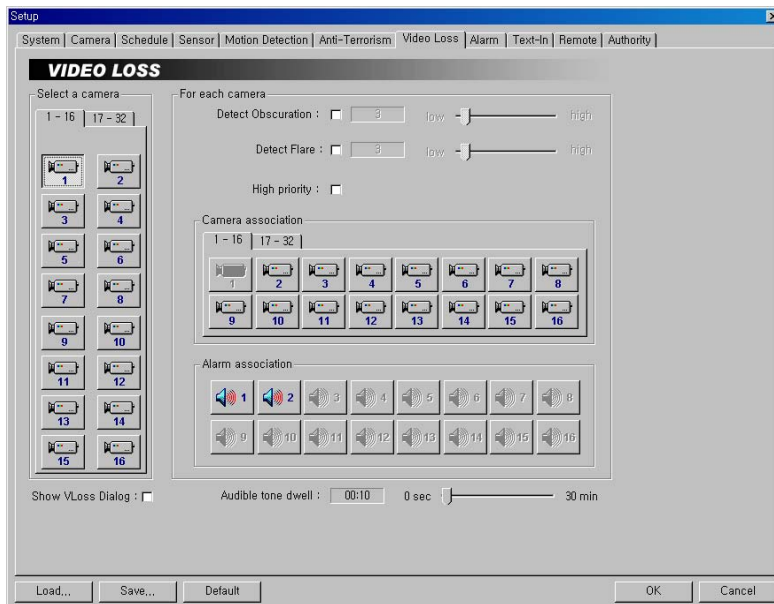 Setup
System Camera Schedule Sensor Motion Detection Anti-Terrorism Video Loss Alarm Text-In Remote Authority
VIDEO LOSS
Select a camera
1 - 16 17 - 32
1 2
3 4
5 6
7 8
9 10
11 12
13 14
15 16
Show VLoss Dialog :
For each camera
Detect Obscuration : 3 low high
Detect Flare : 3 low high
High priority :
Camera association
1 - 16 17 - 32
1 2 3 4 5 6 7 8
9 10 11 12 13 14 15 16
Alarm association
1 2 3 4 5 6 7 8
9 10 11 12 13 14 15 16
Audible tone dwell : 00:10 0 sec 30 min
Load,,, Save,,, Default OK Cancel